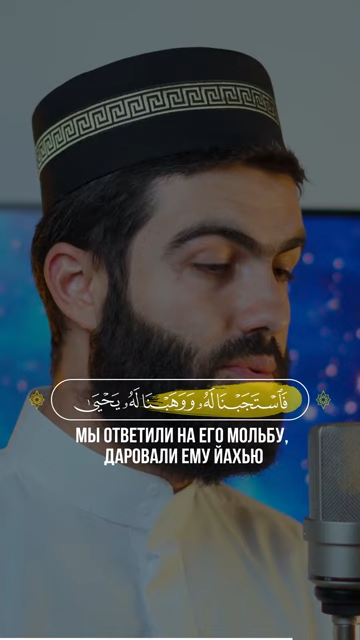 فَٱسْتَجَبْنَا لَهُۥ وَوَهَبْنَا لَهُۥ يَحْيَىٰ
МЫ ОТВЕТИЛИ НА ЕГО МОЛЬБУ,
ДАРОВАЛИ ЕМУ ЙАХЬЮ